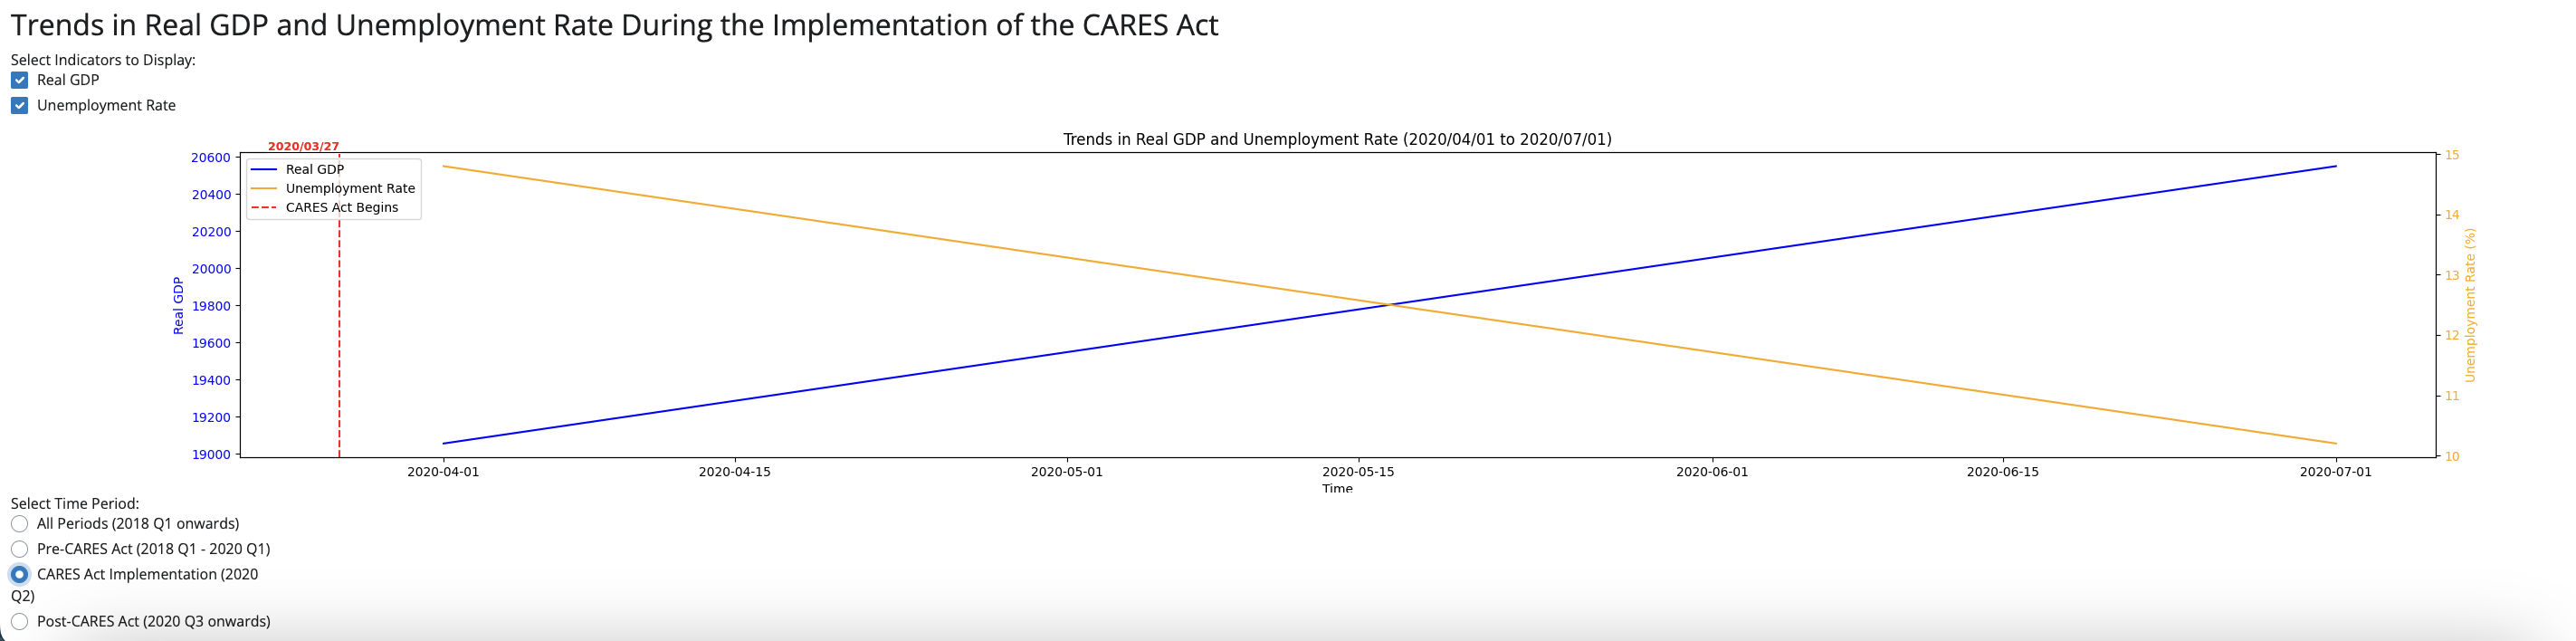 Trends in Real GDP and Unemployment Rate During the Implementation of the CARES Act
Select Indicators to Display:
Real GDP
Unemployment Rate
Trends in Real GDP and Unemployment Rate (2020/04/01 to 2020/07/01)
2020/03/27
Real GDP
Unemployment Rate
CARES Act Begins
20600
20400
20200
20000
19800
19600
19400
19200
19000
Real GDP
15
14
13
12
11
10
Unemployment Rate (%)
2020-04-01 2020-04-15 2020-05-01 2020-05-15 2020-06-01 2020-06-15 2020-07-01
Time
Select Time Period:
All Periods (2018 Q1 onwards)
Pre-CARES Act (2018 Q1 - 2020 Q1)
CARES Act Implementation (2020
Q2)
Post-CARES Act (2020 Q3 onwards)